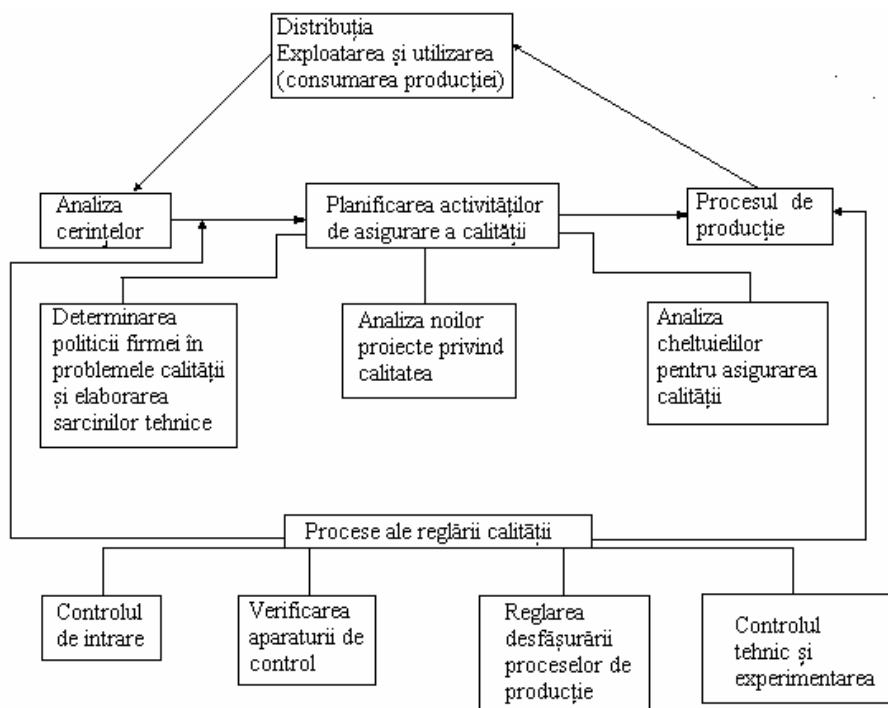 Distribuția
Exploatarea și utilizarea
(consumarea producției)
Analiza
cerințelor
Planificarea activităților
de asigurare a calității
Procesul de
producție
Determinarea
politicii firmei în
problemele calității
și elaborarea
sarcinilor tehnice
Analiza noilor
proiecte privind
calitatea
Analiza
cheltuielilor
pentru asigurarea
calității
Procese ale reglării calității
Controlul
de intrare
Verificarea
aparaturii de
control
Reglarea
desfășurării
proceselor de
producție
Controlul
tehnic și
experimentarea